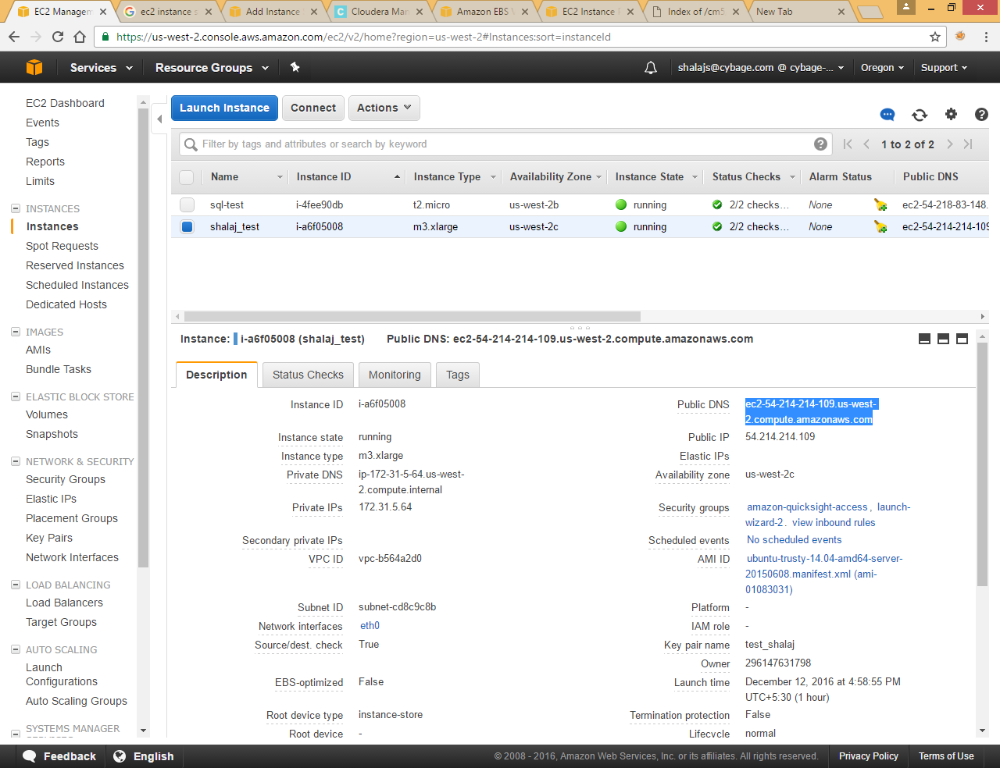 EC2 Managem
ec2 instance s
Add Instance
Cloudera Man
Amazon EBS V
EC2 Instance
Index of /cm5
New Tab
https://us-west-2.console.aws.amazon.com/ec2/v2/home?region=us-west-2#Instances:sort=instanceId
Services
Resource Groups
shalajs@cybage.com @ cybage-...
Oregon
Support
EC2 Dashboard
Events
Tags
Reports
Limits
INSTANCES
Instances
Spot Requests
Reserved Instances
Scheduled Instances
Dedicated Hosts
IMAGES
AMIs
Bundle Tasks
ELASTIC BLOCK STORE
Volumes
Snapshots
NETWORK & SECURITY
Security Groups
Elastic IPs
Placement Groups
Key Pairs
Network Interfaces
LOAD BALANCING
Load Balancers
Target Groups
AUTO SCALING
Launch
Configurations
Auto Scaling Groups
SYSTEMS MANAGER
Launch Instance
Connect
Actions
Filter by tags and attributes or search by keyword
1 to 2 of 2
Name Instance ID Instance Type Availability Zone Instance State Status Checks Alarm Status Public DNS
sql-test i-4fee90db t2.micro us-west-2b running 2/2 checks... None ec2-54-218-83-148.
shalaj_test i-a6f05008 m3.xlarge us-west-2c running 2/2 checks... None ec2-54-214-214-109
Instance: i-a6f05008 (shalaj_test) Public DNS: ec2-54-214-214-109.us-west-2.compute.amazonaws.com
Description
Status Checks
Monitoring
Tags
Instance ID i-a6f05008
Instance state running
Instance type m3.xlarge
Private DNS ip-172-31-5-64.us-west-
2.compute.internal
Private IPs 172.31.5.64
Secondary private IPs
VPC ID vpc-b564a2d0
Subnet ID subnet-cd8c9c8b
Network interfaces eth0
Source/dest. check True
EBS-optimized False
Root device type instance-store
Root device -
Public DNS ec2-54-214-214-109.us-west-
2.compute.amazonaws.com
Public IP 54.214.214.109
Elastic IPs
Availability zone us-west-2c
Security groups amazon-quicksight-access, launch-
wizard-2. view inbound rules
Scheduled events No scheduled events
AMI ID ubuntu-trusty-14.04-amd64-server-
20150608.manifest.xml (ami-
01083031)
Platform -
IAM role -
Key pair name test_shalaj
Owner 296147631798
Launch time December 12, 2016 at 4:58:55 PM
UTC+5:30 (1 hour)
Termination protection False
Lifecycle normal
Feedback
English
© 2008 - 2016, Amazon Web Services, Inc. or its affiliates. All rights reserved.
Privacy Policy
Terms of Use